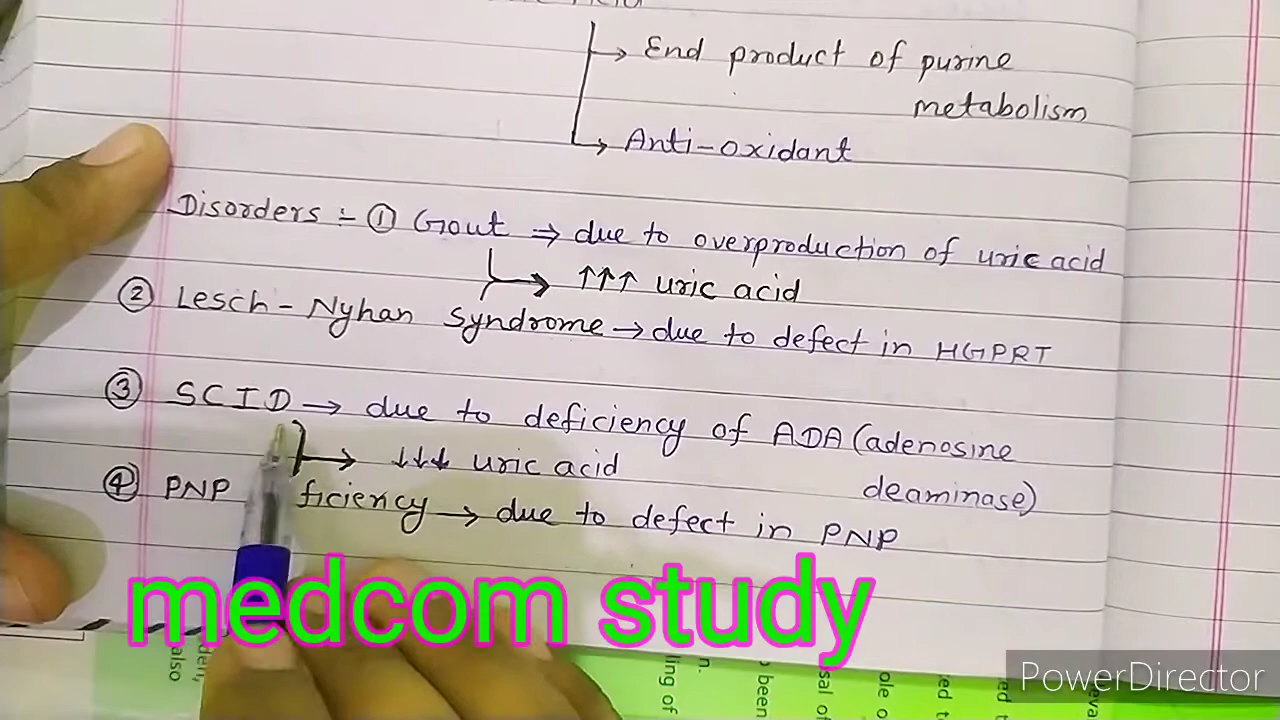 → End product of purine
metabolism
→ Anti-oxidant
Disorders :- ① Gout ⇒ due to overproduction of uric acid
→ ↑↑↑ uric acid
② Lesch-Nyhan Syndrome → due to defect in HGPRT
③ SCID → due to deficiency of ADA (adenosine
deaminase)
→ ↓↓↓ uric acid
④ PNP ficiency → due to defect in PNP
medcom study
PowerDirector
also